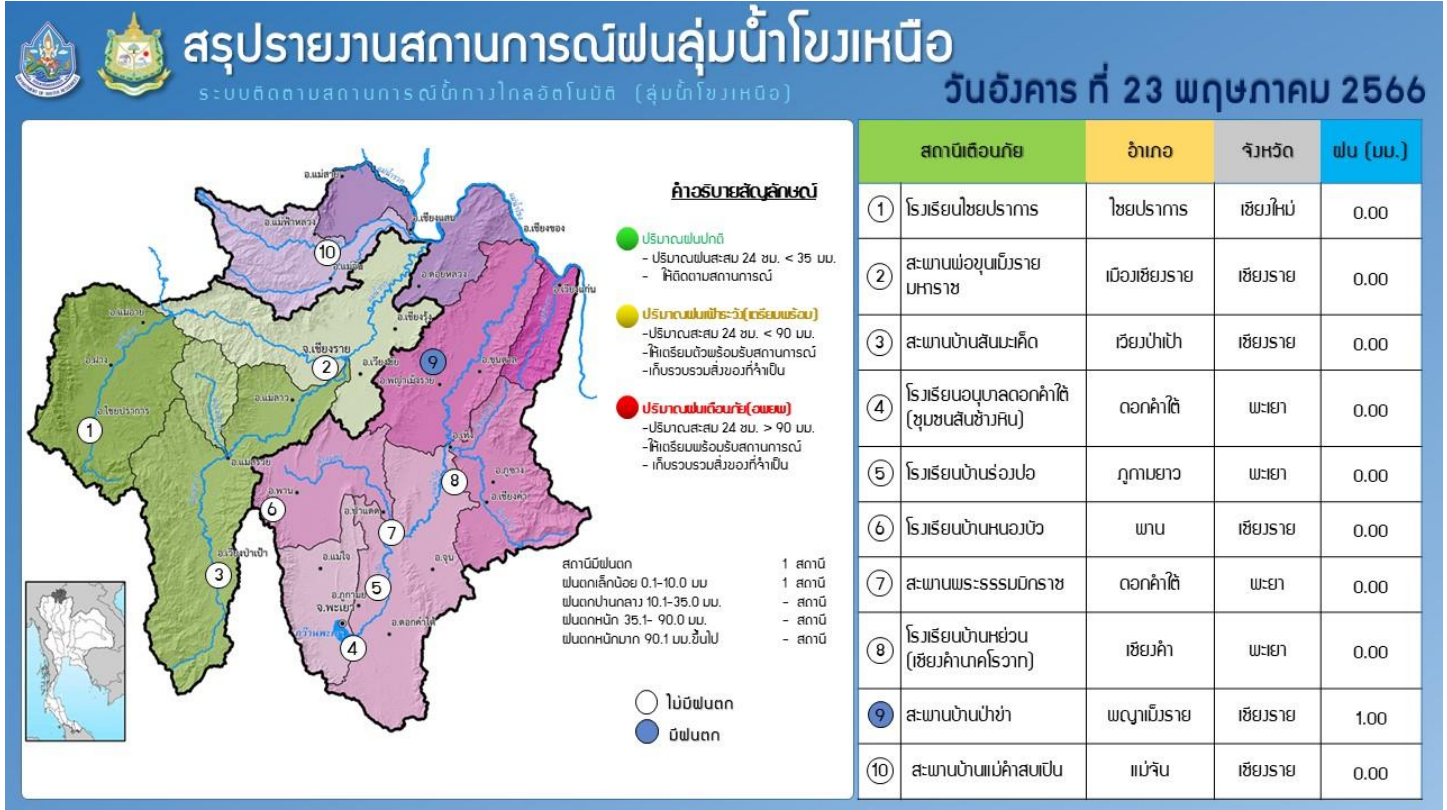 สรุปรายงานสถานการณ์ฝนลุ่มน้ำโขงเหนือ
ระบบติดตามสถานการณ์น้ำทางไกลอัตโนมัติ (ลุ่มน้ำโขงเหนือ)
วันอังคาร ที่ 23 พฤษภาคม 2566
อ.แม่สาย
อ.แม่ฟ้าหลวง
อ.เชียงแสน
อ.เชียงของ
10
อ.ดอยหลวง
อ.เวียงแก่น
อ.แม่อาย
อ.เชียงรุ้ง
อ.ฝาง
จ.เชียงราย
2
อ.เวียงชัย
9
อ.ขุนตาล
อ.พญาเม็งราย
อ.แม่ลาว
อ.ไชยปราการ
1
อ.เทิง
อ.แม่สรวย
8
อ.ภูซาง
อ.พาน
6
อ.เชียงคำ
อ.ป่าแดด
7
อ.เวียงป่าเป้า
3
อ.แม่ใจ
อ.จุน
5
จ.พะเยา
อ.ดอกคำใต้
4
คำอธิบายสัญลักษณ์
ปริมาณฝนปกติ
- ปริมาณฝนสะสม 24 ชม. < 35 มม.
- ให้ติดตามสถานการณ์
ปริมาณฝนเฝ้าระวัง(เตรียมพร้อม)
-ปริมาณสะสม 24 ชม. < 90 มม.
-ให้เตรียมตัวพร้อมรับสถานการณ์
-เก็บรวบรวมสิ่งของที่จำเป็น
ปริมาณฝนเตือนภัย(อพยพ)
-ปริมาณสะสม 24 ชม. > 90 มม.
-ให้เตรียมพร้อมรับสถานการณ์
- เก็บรวบรวมสิ่งของที่จำเป็น
สถานีมีฝนตก 1 สถานี
ฝนตกเล็กน้อย 0.1-10.0 มม 1 สถานี
ฝนตกปานกลาง 10.1-35.0 มม. - สถานี
ฝนตกหนัก 35.1- 90.0 มม. - สถานี
ฝนตกหนักมาก 90.1 มม.ขึ้นไป - สถานี
ไม่มีฝนตก
มีฝนตก
สถานีเตือนภัย อำเภอ จังหวัด ฝน (มม.)
1 โรงเรียนไชยปราการ ไชยปราการ เชียงใหม่ 0.00
2 สะพานพ่อขุนเม็งราย
มหาราช เมืองเชียงราย เชียงราย 0.00
3 สะพานบ้านสันมะเค็ด เวียงป่าเป้า เชียงราย 0.00
4 โรงเรียนอนุบาลดอกคำใต้
(ชุมชนสันช้างหิน) ดอกคำใต้ พะเยา 0.00
5 โรงเรียนบ้านร่องปอ ภูกามยาว พะเยา 0.00
6 โรงเรียนบ้านหนองบัว พาน เชียงราย 0.00
7 สะพานพระธรรมมิกราช ดอกคำใต้ พะยา 0.00
8 โรงเรียนบ้านหย่วน
(เชียงคำนาคโรวาท) เชียงคำ พะเยา 0.00
9 สะพานบ้านป่าข่า พญาเม็งราย เชียงราย 1.00
10 สะพานบ้านแม่คำสบเปิน แม่จัน เชียงราย 0.00